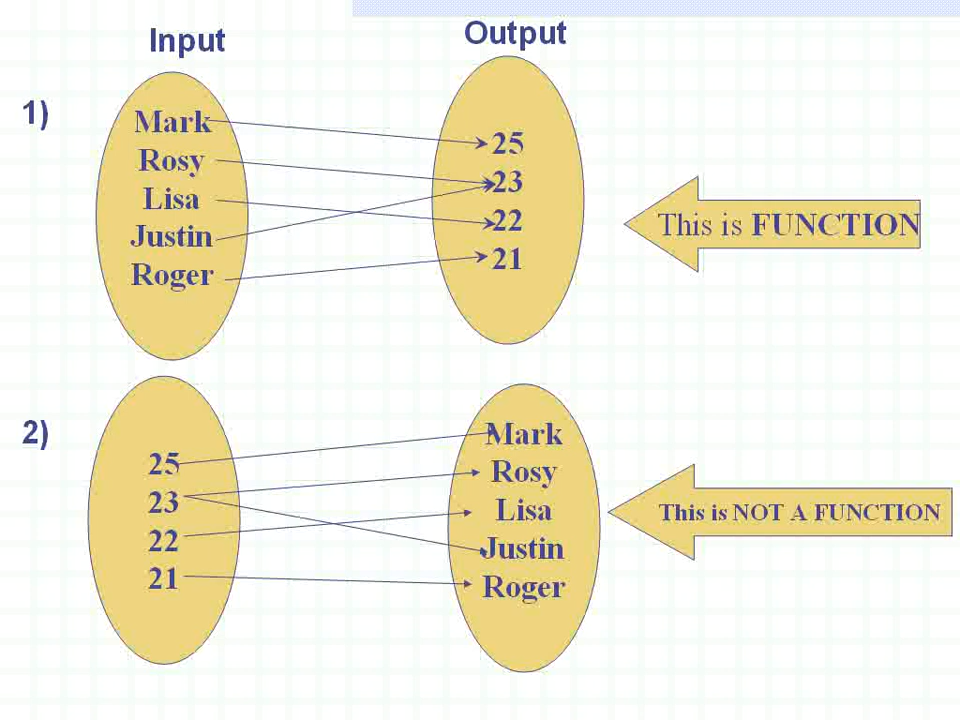 Input
Output
1)
Mark
Rosy
Lisa
Justin
Roger
25
23
22
21
This is FUNCTION
2)
25
23
22
21
Mark
Rosy
Lisa
Justin
Roger
This is NOT A FUNCTION